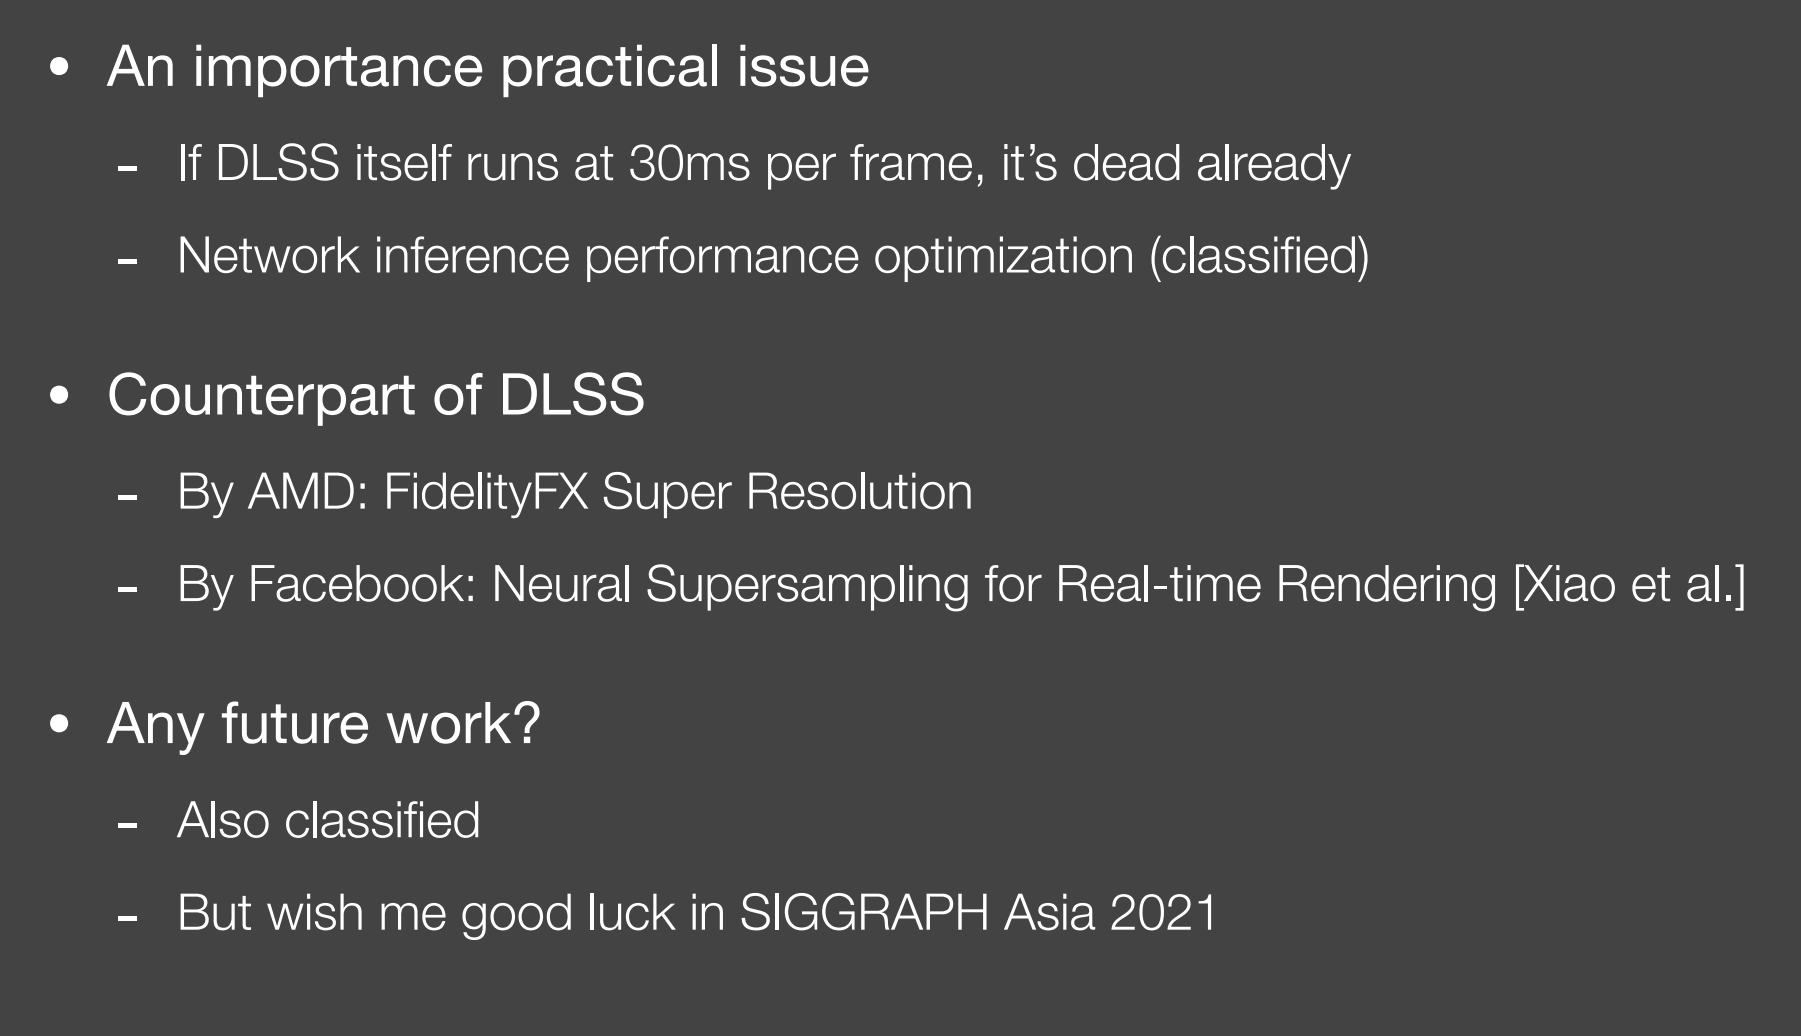 • An importance practical issue
- If DLSS itself runs at 30ms per frame, it’s dead already
- Network inference performance optimization (classified)
• Counterpart of DLSS
- By AMD: FidelityFX Super Resolution
- By Facebook: Neural Supersampling for Real-time Rendering [Xiao et al.]
• Any future work?
- Also classified
- But wish me good luck in SIGGRAPH Asia 2021